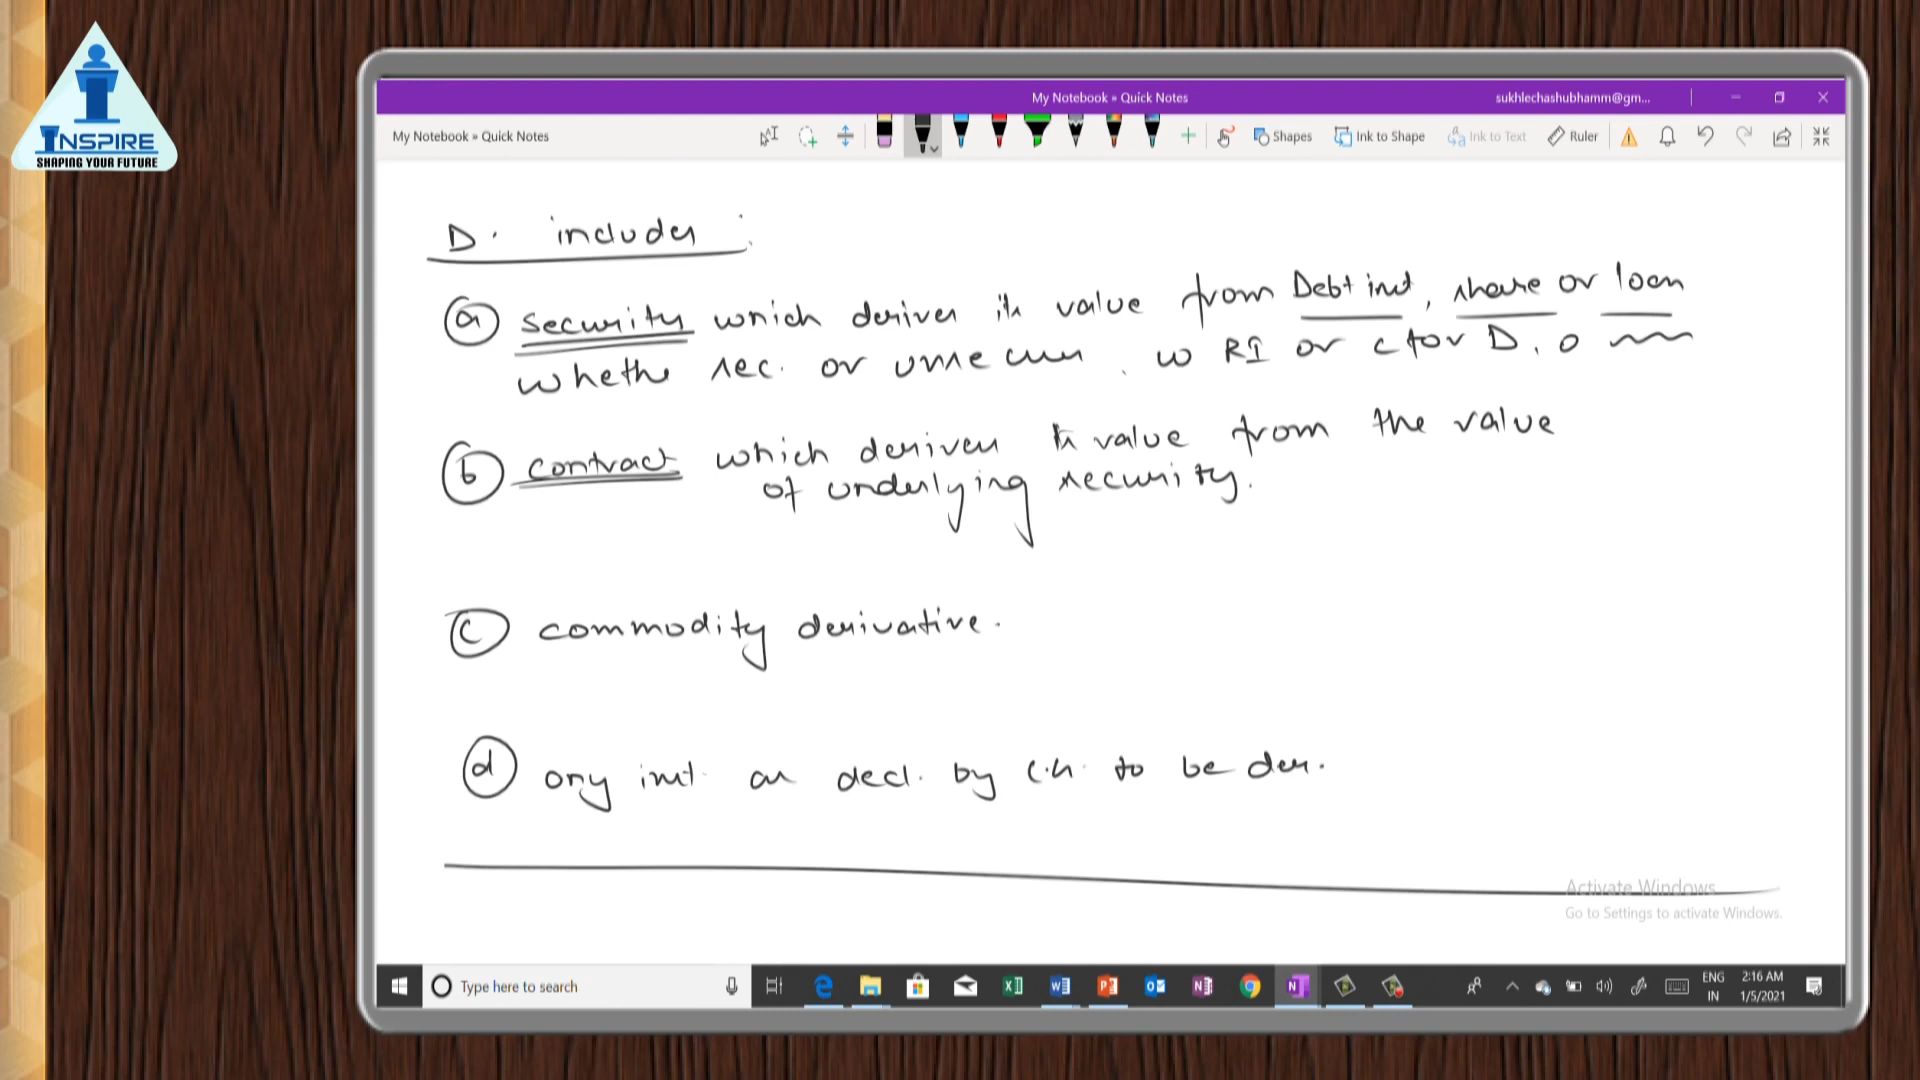 INSPIRE
SHAPING YOUR FUTURE
My Notebook » Quick Notes
sukhlechashubhamm@gm...
My Notebook » Quick Notes
Shapes
Ink to Shape
Ink to Text
Ruler
D. includes :
a security which derives its value from Debt inst, share or loan
whethe sec. or unsecur , w RI or c for D. o
b contract which derives its value from the value
of underlying security.
c commodity derivative.
d any inst. as decl. by C.G. to be der.
Activate Windows
Go to Settings to activate Windows.
Type here to search
ENG
IN
2:16 AM
1/5/2021